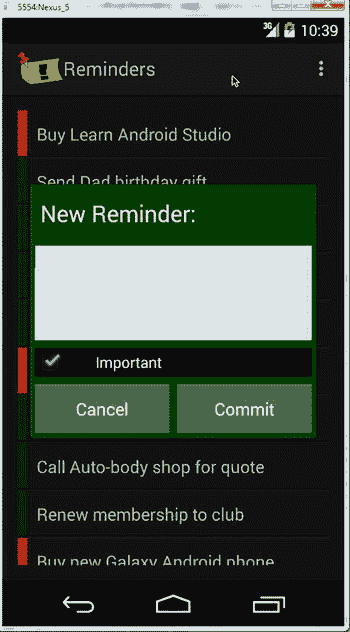 5554:Nexus_5
3G 10:39
Reminders
Buy Learn Android Studio
Send Dad birthday gift
New Reminder:
Important
Cancel
Commit
Call Auto-body shop for quote
Renew membership to club
Buy new Galaxy Android phone